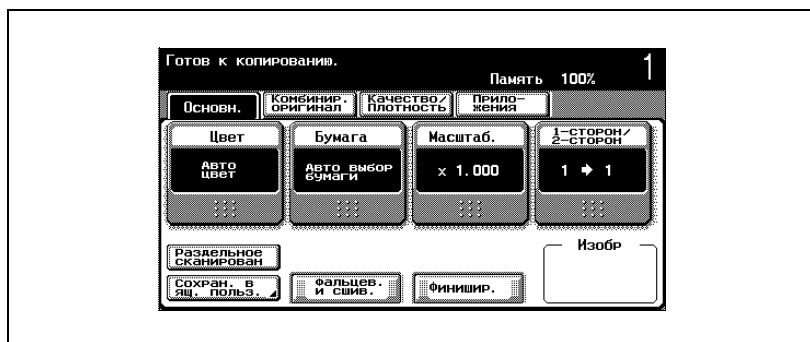 Готов к копированию.
Память 100% 1
Основн. Комбинир. оригинал Качество/ плотность Прило- жения
Цвет Бумага Масштаб. 1-сторон/ 2-сторон
Авто цвет Авто выбор бумаги x 1.000 1 ➔ 1
Раздельное сканирован
Изобр
Сохран. в ящ. польз. Фальцев. и сшив. Финишир.